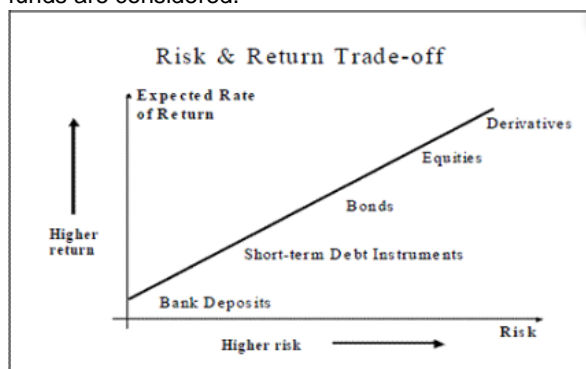 funds are considered.
Risk & Return Trade-off
Expected Rate
of Return
Derivatives
Equities
Bonds
Higher
return
Short-term Debt Instruments
Bank Deposits
Risk
Higher risk